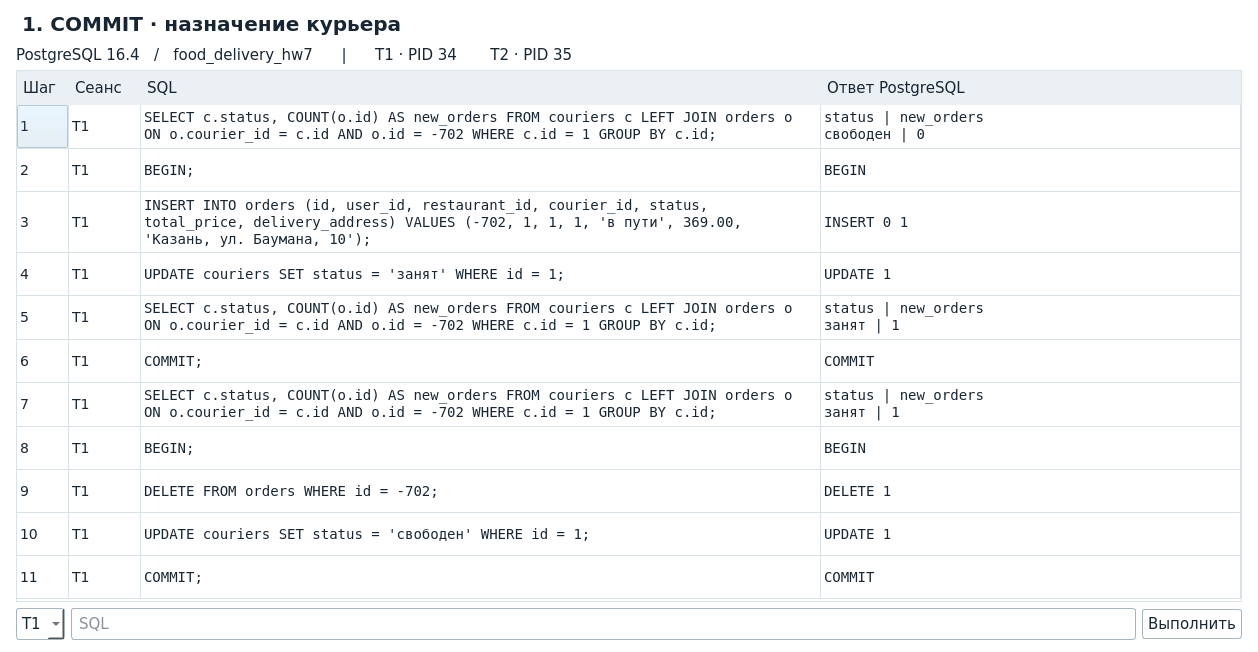 1. COMMIT · назначение курьера
PostgreSQL 16.4 / food_delivery_hw7 | T1 · PID 34 T2 · PID 35
Шаг Сеанс SQL Ответ PostgreSQL
1 T1 SELECT c.status, COUNT(o.id) AS new_orders FROM couriers c LEFT JOIN orders o status | new_orders
ON o.courier_id = c.id AND o.id = -702 WHERE c.id = 1 GROUP BY c.id; свободен | 0
2 T1 BEGIN; BEGIN
3 T1 INSERT INTO orders (id, user_id, restaurant_id, courier_id, status,
total_price, delivery_address) VALUES (-702, 1, 1, 1, 'в пути', 369.00, INSERT 0 1
'Казань, ул. Баумана, 10');
4 T1 UPDATE couriers SET status = 'занят' WHERE id = 1; UPDATE 1
5 T1 SELECT c.status, COUNT(o.id) AS new_orders FROM couriers c LEFT JOIN orders o status | new_orders
ON o.courier_id = c.id AND o.id = -702 WHERE c.id = 1 GROUP BY c.id; занят | 1
6 T1 COMMIT; COMMIT
7 T1 SELECT c.status, COUNT(o.id) AS new_orders FROM couriers c LEFT JOIN orders o status | new_orders
ON o.courier_id = c.id AND o.id = -702 WHERE c.id = 1 GROUP BY c.id; занят | 1
8 T1 BEGIN; BEGIN
9 T1 DELETE FROM orders WHERE id = -702; DELETE 1
10 T1 UPDATE couriers SET status = 'свободен' WHERE id = 1; UPDATE 1
11 T1 COMMIT; COMMIT
T1 SQL Выполнить